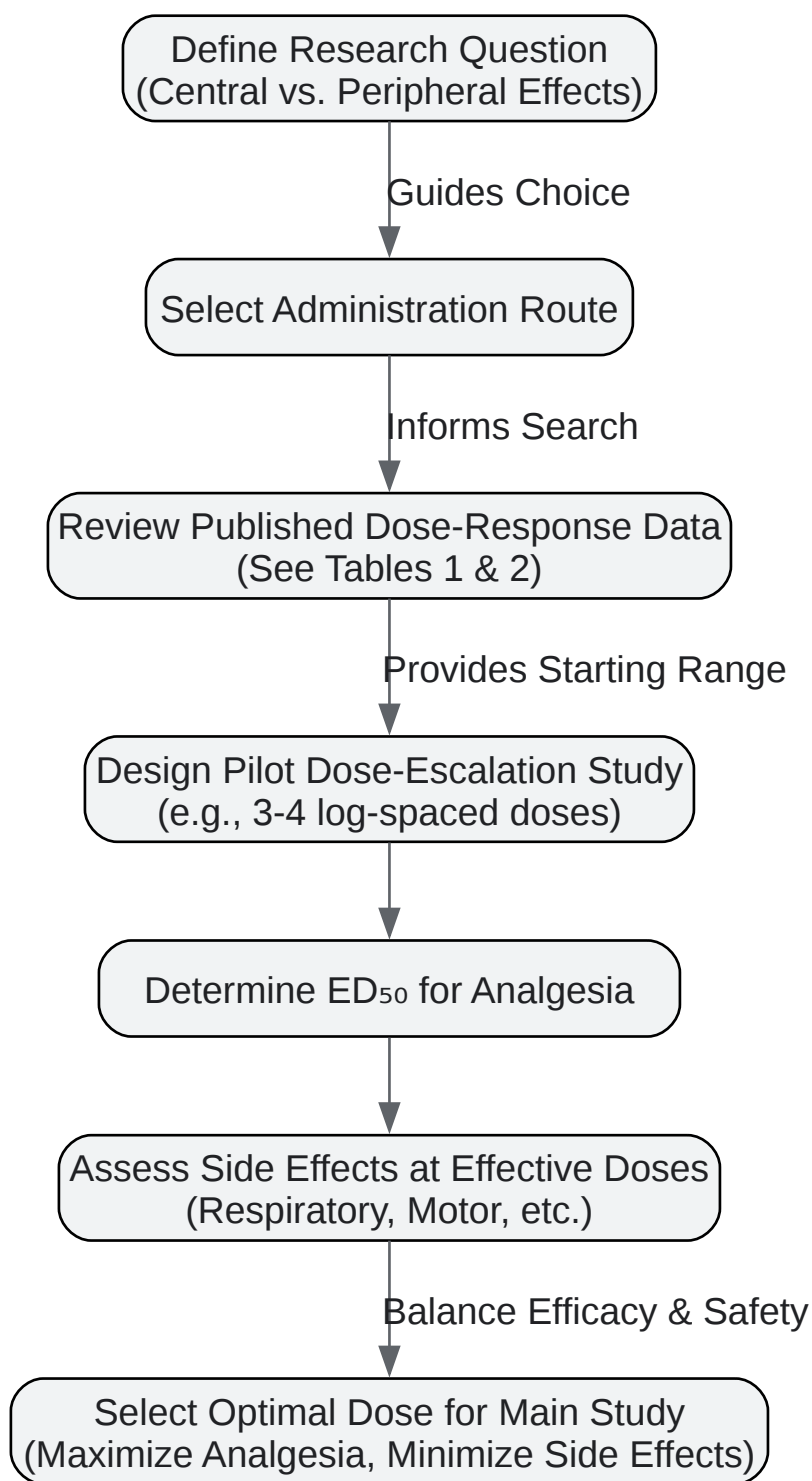 Define Research Question
(Central vs. Peripheral Effects)
Guides Choice
Select Administration Route
Informs Search
Review Published Dose-Response Data
(See Tables 1 & 2)
Provides Starting Range
Design Pilot Dose-Escalation Study
(e.g., 3-4 log-spaced doses)
Determine ED₅₀ for Analgesia
Assess Side Effects at Effective Doses
(Respiratory, Motor, etc.)
Balance Efficacy & Safety
Select Optimal Dose for Main Study
(Maximize Analgesia, Minimize Side Effects)